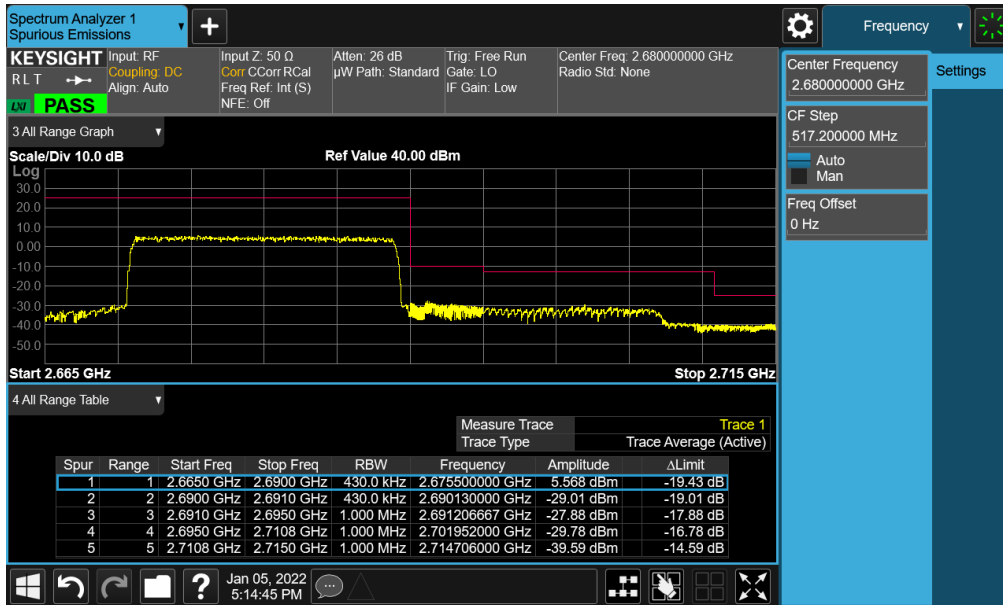 Spectrum Analyzer 1
Spurious Emissions
Frequency
KEYSIGHT
R L T
LXI PASS
Input: RF
Coupling: DC
Align: Auto
Input Z: 50 Ω
Corr CCorr RCal
Freq Ref: Int (S)
NFE: Off
Atten: 26 dB
µW Path: Standard
Trig: Free Run
Gate: LO
IF Gain: Low
Center Freq: 2.680000000 GHz
Radio Std: None
Center Frequency
2.680000000 GHz
Settings
CF Step
517.200000 MHz
Auto
Man
Freq Offset
0 Hz
3 All Range Graph
Scale/Div 10.0 dB Ref Value 40.00 dBm
Log
30.0
20.0
10.0
0.00
-10.0
-20.0
-30.0
-40.0
-50.0
Start 2.665 GHz Stop 2.715 GHz
4 All Range Table
Measure Trace Trace 1
Trace Type Trace Average (Active)
Spur Range Start Freq Stop Freq RBW Frequency Amplitude ΔLimit
1 1 2.6650 GHz 2.6900 GHz 430.0 kHz 2.675500000 GHz 5.568 dBm -19.43 dB
2 2 2.6900 GHz 2.6910 GHz 430.0 kHz 2.690130000 GHz -29.01 dBm -19.01 dB
3 3 2.6910 GHz 2.6950 GHz 1.000 MHz 2.691206667 GHz -27.88 dBm -17.88 dB
4 4 2.6950 GHz 2.7108 GHz 1.000 MHz 2.701952000 GHz -29.78 dBm -16.78 dB
5 5 2.7108 GHz 2.7150 GHz 1.000 MHz 2.714706000 GHz -39.59 dBm -14.59 dB
?
Jan 05, 2022
5:14:45 PM